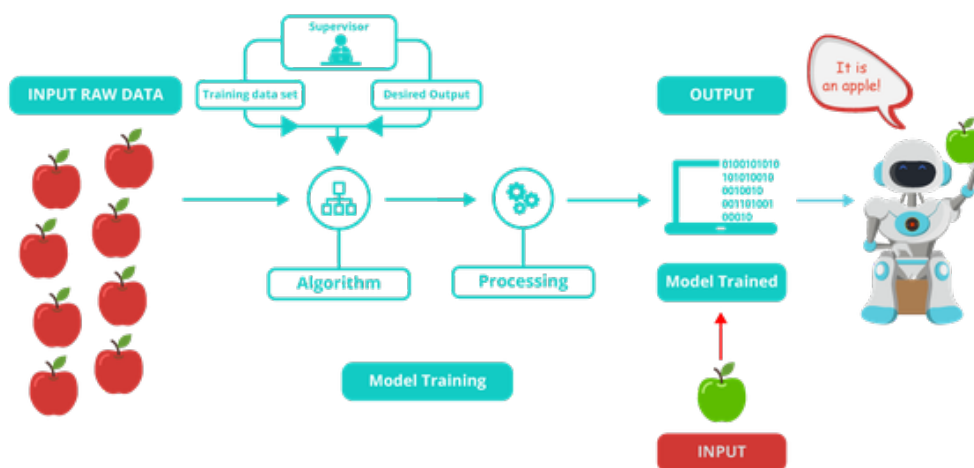 Supervisor
INPUT RAW DATA
Training data set
Desired Output
OUTPUT
It is
an apple!
0100101010
101010010
0010010
001101001
00010
Algorithm
Processing
Model Trained
Model Training
INPUT